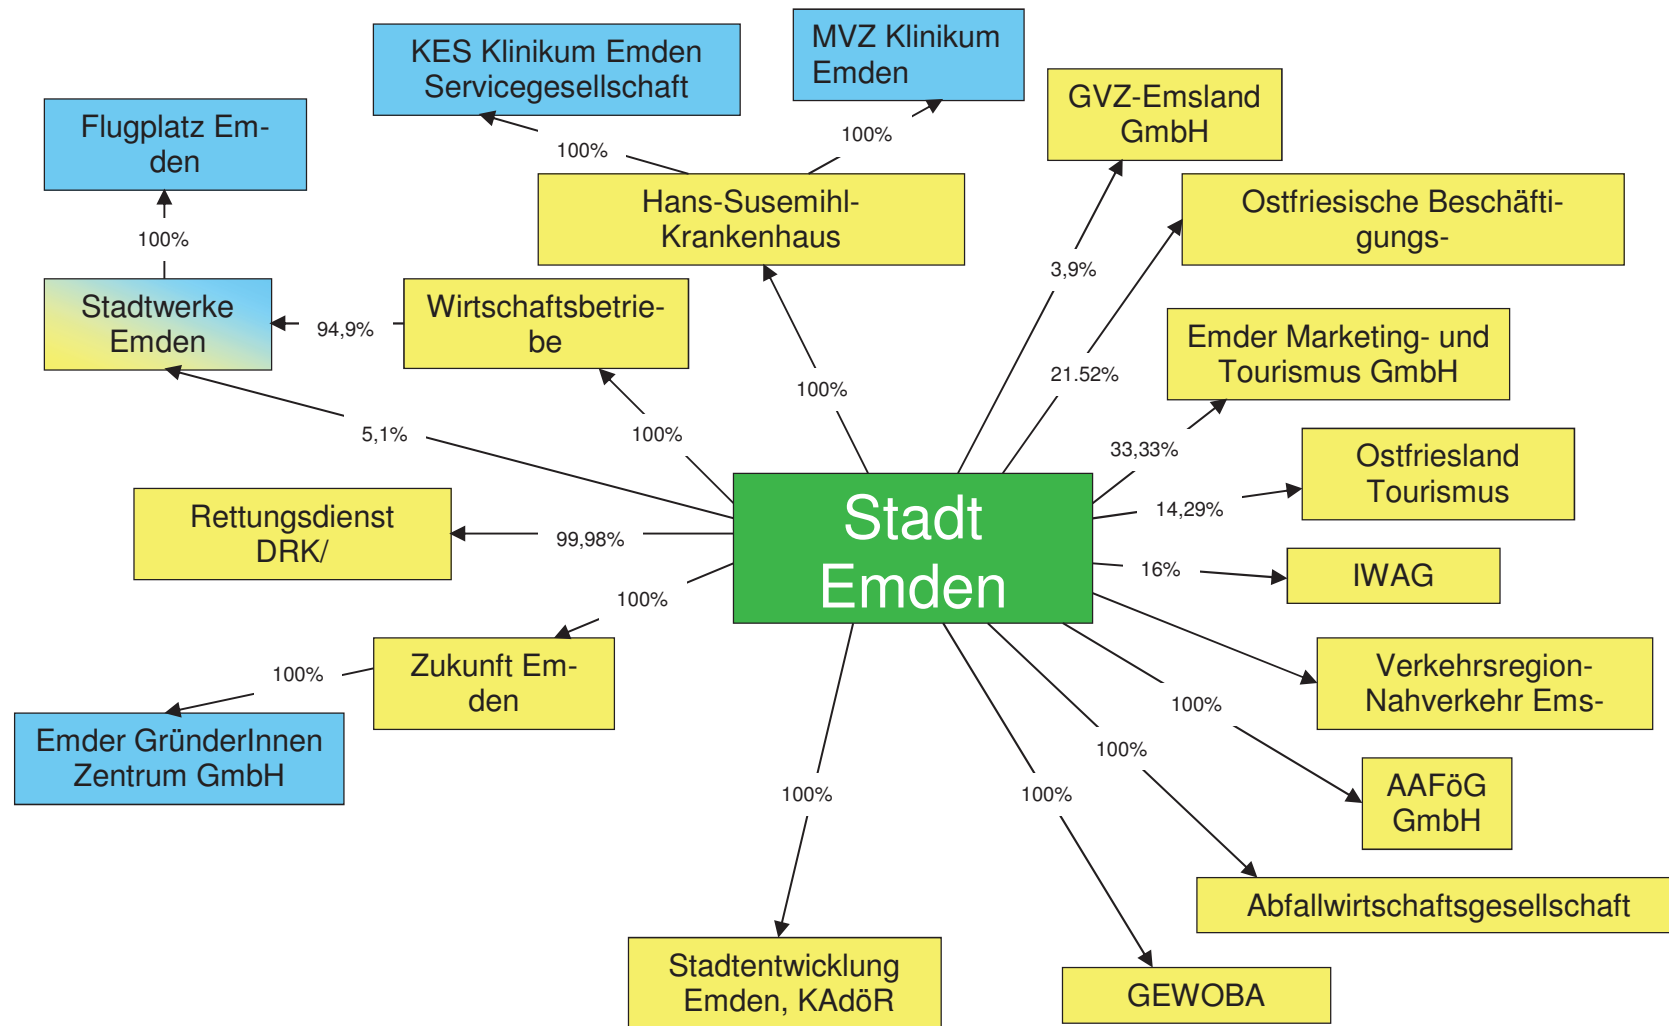 KES Klinikum Emden
Servicegesellschaft
MVZ Klinikum
Emden
GVZ-Emsland
GmbH
Flugplatz Em-
den
100%
100%
Hans-Susemihl-
Krankenhaus
Ostfriesische Beschäfti-
gungs-
100%
3,9%
Stadtwerke
Emden
94,9%
Wirtschaftsbetrie-
be
Emder Marketing- und
Tourismus GmbH
21.52%
100%
5,1%
100%
33,33%
Ostfriesland
Tourismus
14,29%
Rettungsdienst
DRK/
99,98%
Stadt
Emden
16%
IWAG
100%
Zukunft Em-
den
100%
Emder GründerInnen
Zentrum GmbH
Verkehrsregion-
Nahverkehr Ems-
100%
100%
100%
100%
AAFöG
GmbH
Abfallwirtschaftsgesellschaft
Stadtentwicklung
Emden, KAdöR
GEWOBA